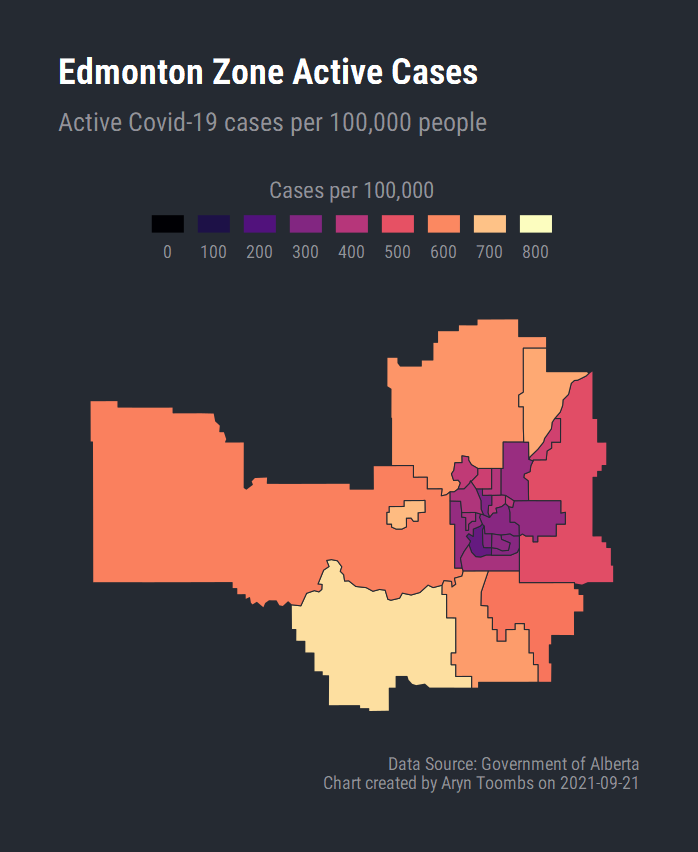 Edmonton Zone Active Cases
Active Covid-19 cases per 100,000 people
Cases per 100,000
0 100 200 300 400 500 600 700 800
Data Source: Government of Alberta
Chart created by Aryn Toombs on 2021-09-21